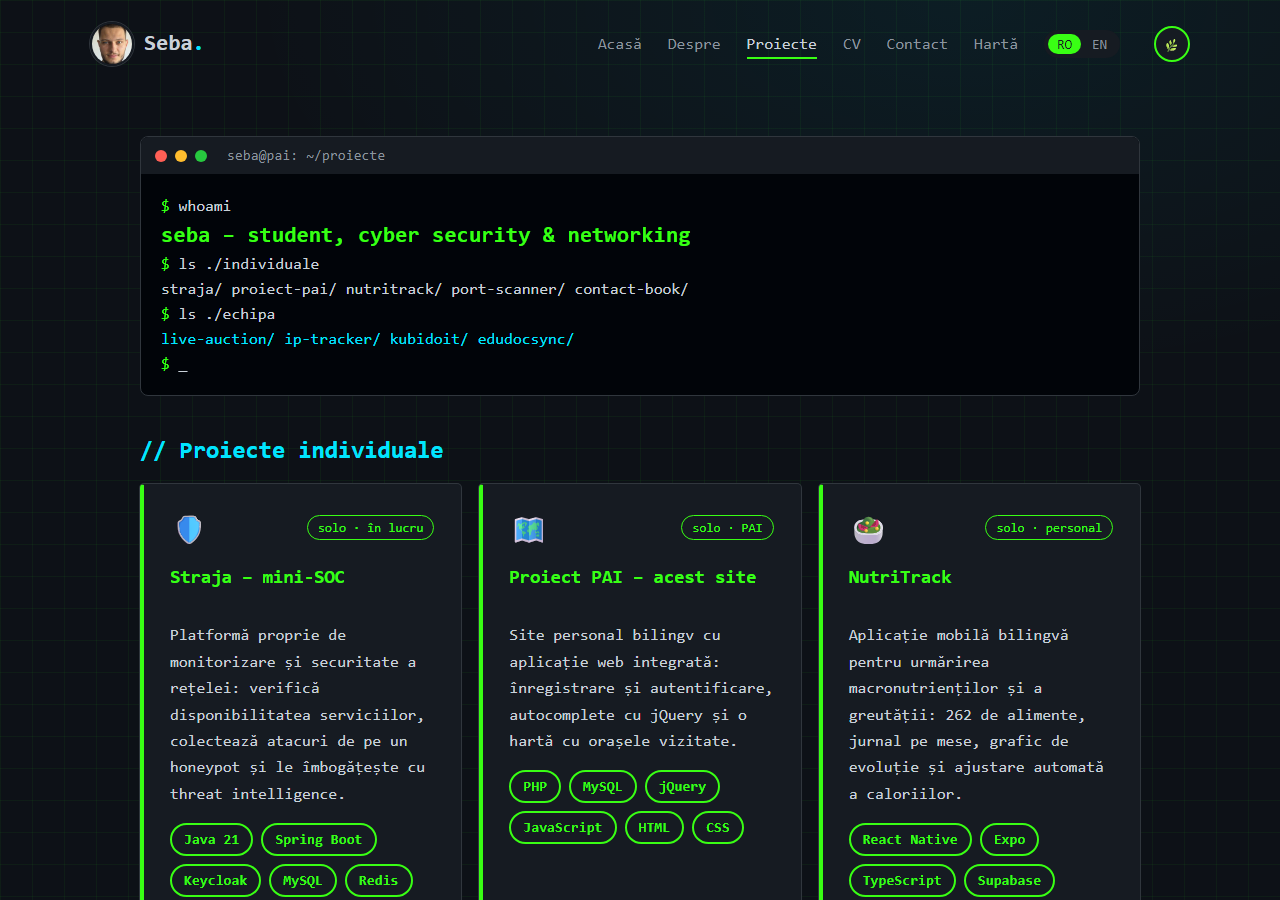 Seba.
Acasă Despre Proiecte CV Contact Hartă RO EN
seba@pai: ~/proiecte
$ whoami
seba – student, cyber security & networking
$ ls ./individuale
straja/ proiect-pai/ nutritrack/ port-scanner/ contact-book/
$ ls ./echipa
live-auction/ ip-tracker/ kubidoit/ edudocsync/
$ _
// Proiecte individuale
solo · în lucru
Straja – mini-SOC
Platformă proprie de
monitorizare și securitate a
rețelei: verifică
disponibilitatea serviciilor,
colectează atacuri de pe un
honeypot și le îmbogățește cu
threat intelligence.
Java 21 Spring Boot
Keycloak MySQL Redis
solo · PAI
Proiect PAI – acest site
Site personal bilingv cu
aplicație web integrată:
înregistrare și autentificare,
autocomplete cu jQuery și o
hartă cu orașele vizitate.
PHP MySQL jQuery
JavaScript HTML CSS
solo · personal
NutriTrack
Aplicație mobilă bilingvă
pentru urmărirea
macronutrienților și a
greutății: 262 de alimente,
jurnal pe mese, grafic de
evoluție și ajustare automată
a caloriilor.
React Native Expo
TypeScript Supabase